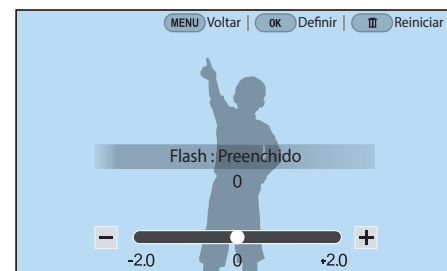 MENU Voltar | OK Definir | Reiniciar
Flash : Preenchido
0
- +
-2.0 0 +2.0